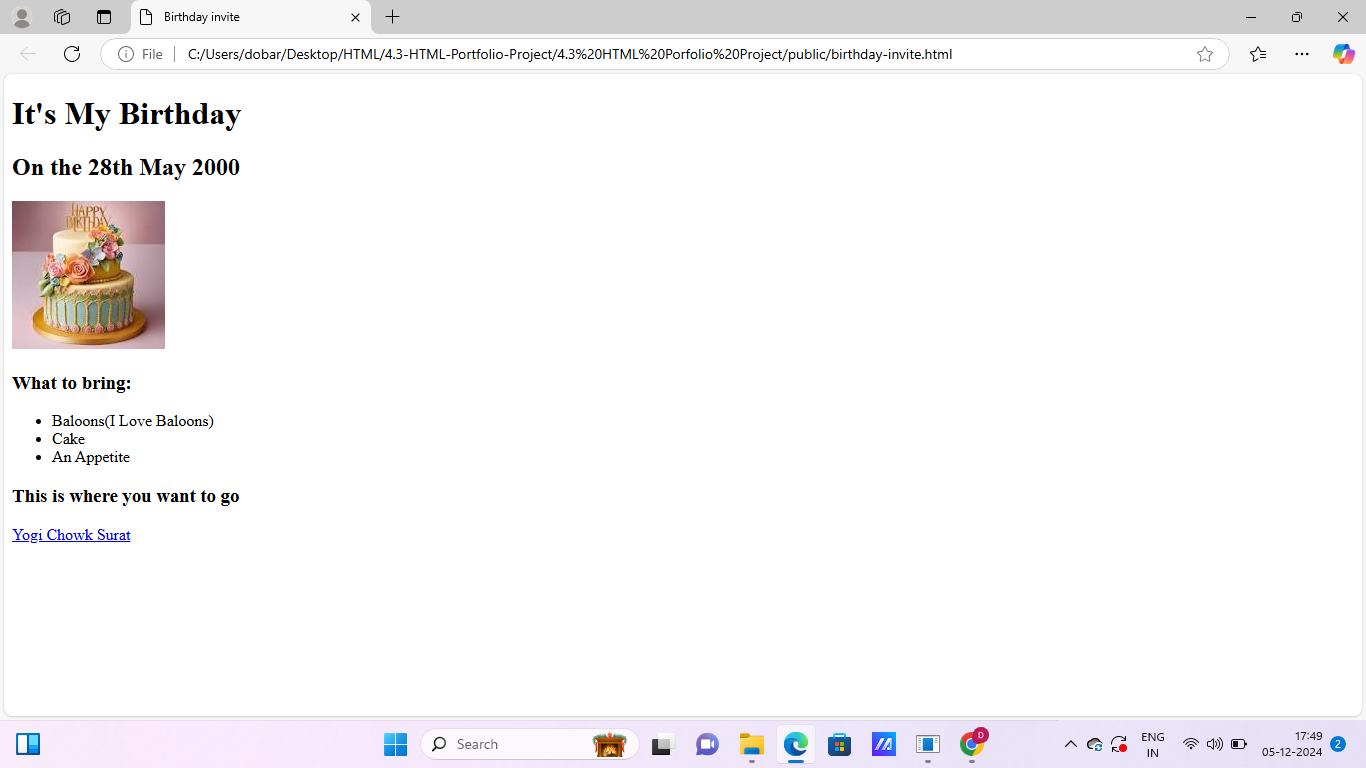 Birthday invite
File
C:/Users/dobar/Desktop/HTML/4.3-HTML-Portfolio-Project/4.3%20HTML%20Porfolio%20Project/public/birthday-invite.html
It's My Birthday
On the 28th May 2000
HAPPY
BIRTHDAY
What to bring:
Baloons(I Love Baloons)
Cake
An Appetite
This is where you want to go
Yogi Chowk Surat
Search
D
ENG
IN
17:49
05-12-2024
2